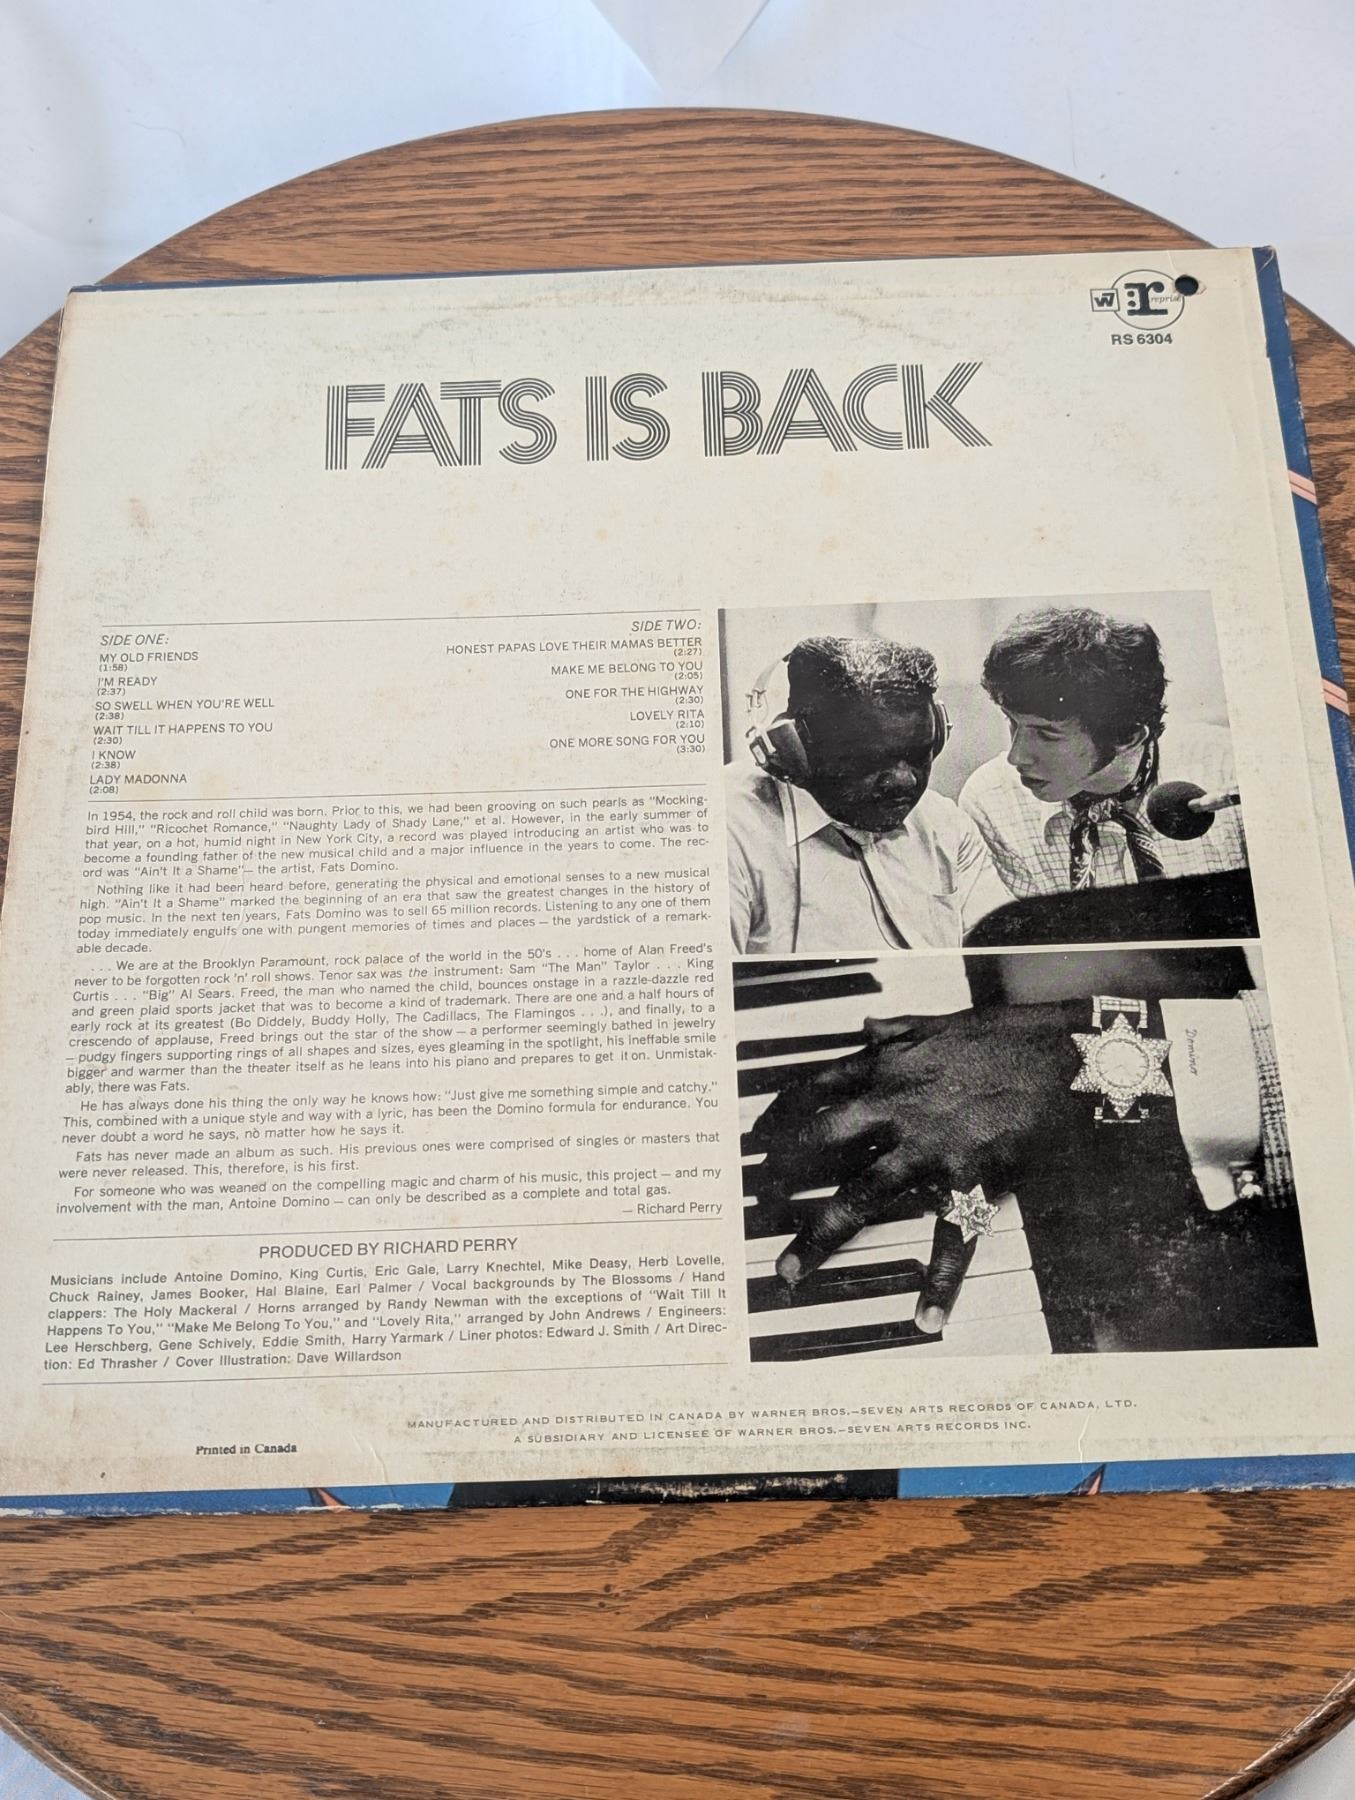 W
:r
reprise
RS 6304
FATS IS BACK
SIDE ONE:
MY OLD FRIENDS
(1:58)
I'M READY
(2:37)
SO SWELL WHEN YOU'RE WELL
(2:38)
WAIT TILL IT HAPPENS TO YOU
(2:30)
I KNOW
(2:38)
LADY MADONNA
(2:08)
SIDE TWO:
HONEST PAPAS LOVE THEIR MAMAS BETTER
(2:27)
MAKE ME BELONG TO YOU
(2:05)
ONE FOR THE HIGHWAY
(2:30)
LOVELY RITA
(2:10)
ONE MORE SONG FOR YOU
(3:30)
In 1954, the rock and roll child was born. Prior to this, we had been grooving on such pearls as "Mocking-
bird Hill," "Ricochet Romance," "Naughty Lady of Shady Lane," et al. However, in the early summer of
that year, on a hot, humid night in New York City, a record was played introducing an artist who was to
become a founding father of the new musical child and a major influence in the years to come. The rec-
ord was "Ain't It a Shame"— the artist, Fats Domino.
Nothing like it had been heard before, generating the physical and emotional senses to a new musical
high. "Ain't It a Shame" marked the beginning of an era that saw the greatest changes in the history of
pop music. In the next ten years, Fats Domino was to sell 65 million records. Listening to any one of them
today immediately engulfs one with pungent memories of times and places — the yardstick of a remark-
able decade.
. . . We are at the Brooklyn Paramount, rock palace of the world in the 50's . . . home of Alan Freed's
never to be forgotten rock 'n' roll shows. Tenor sax was the instrument: Sam "The Man" Taylor . . . King
Curtis . . . "Big" Al Sears. Freed, the man who named the child, bounces onstage in a razzle-dazzle red
and green plaid sports jacket that was to become a kind of trademark. There are one and a half hours of
early rock at its greatest (Bo Diddely, Buddy Holly, The Cadillacs, The Flamingos . . .), and finally, to a
crescendo of applause, Freed brings out the star of the show — a performer seemingly bathed in jewelry
— pudgy fingers supporting rings of all shapes and sizes, eyes gleaming in the spotlight, his ineffable smile
bigger and warmer than the theater itself as he leans into his piano and prepares to get it on. Unmistak-
ably, there was Fats.
He has always done his thing the only way he knows how: "Just give me something simple and catchy."
This, combined with a unique style and way with a lyric, has been the Domino formula for endurance. You
never doubt a word he says, no matter how he says it.
Fats has never made an album as such. His previous ones were comprised of singles or masters that
were never released. This, therefore, is his first.
For someone who was weaned on the compelling magic and charm of his music, this project — and my
involvement with the man, Antoine Domino — can only be described as a complete and total gas.
— Richard Perry
PRODUCED BY RICHARD PERRY
Musicians include Antoine Domino, King Curtis, Eric Gale, Larry Knechtel, Mike Deasy, Herb Lovelle,
Chuck Rainey, James Booker, Hal Blaine, Earl Palmer / Vocal backgrounds by The Blossoms / Hand
clappers: The Holy Mackeral / Horns arranged by Randy Newman with the exceptions of "Wait Till It
Happens To You," "Make Me Belong To You," and "Lovely Rita," arranged by John Andrews / Engineers:
Lee Herschberg, Gene Schively, Eddie Smith, Harry Yarmark / Liner photos: Edward J. Smith / Art Direc-
tion: Ed Thrasher / Cover Illustration: Dave Willardson
Domino
MANUFACTURED AND DISTRIBUTED IN CANADA BY WARNER BROS.—SEVEN ARTS RECORDS OF CANADA, LTD.
A SUBSIDIARY AND LICENSEE OF WARNER BROS.—SEVEN ARTS RECORDS INC.
Printed in Canada